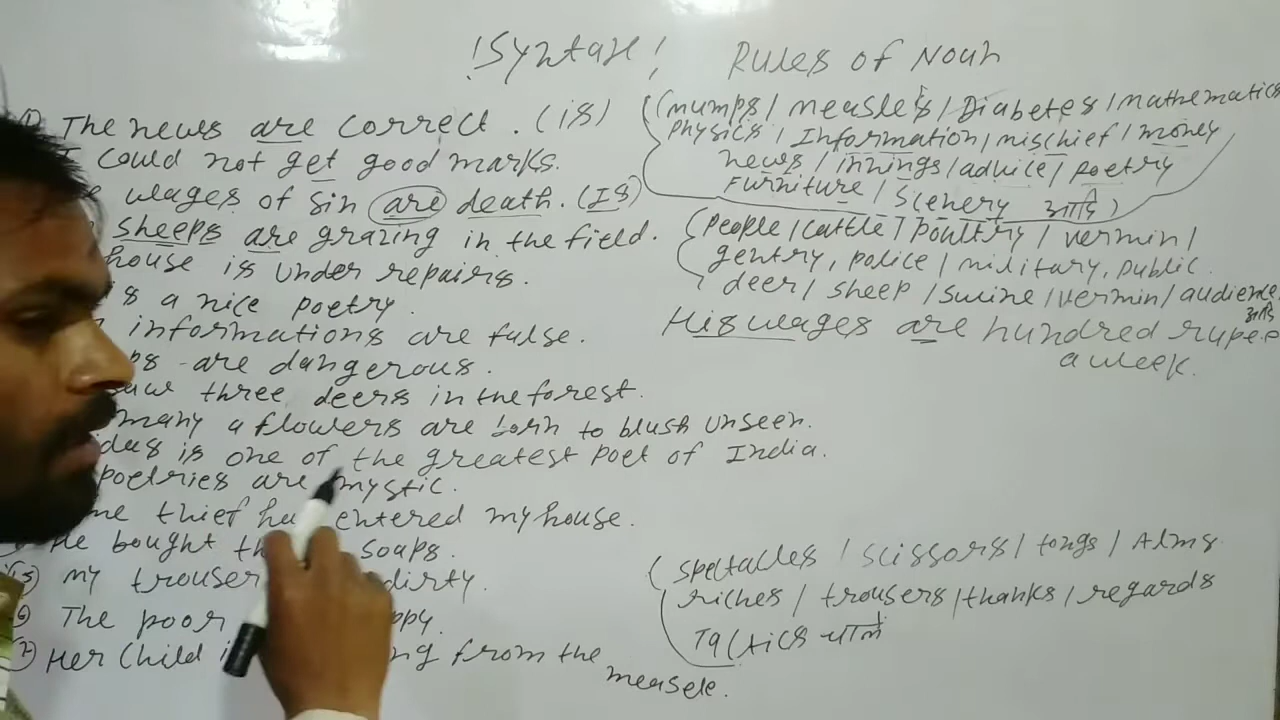 ! Syntax ! Rules of Noun
The news are correct. (is)
I could not get good marks.
wages of sin are death. (Is)
sheeps are grazing in the field.
house is under repairs.
is a nice poetry.
informations are false.
are dangerous.
three deers in the forest.
many a flowers are born to blush unseen.
is one of the greatest poet of India.
poetries are mystic.
thief entered my house.
He bought soaps.
(15) my dirty.
The poor
Her child from the
measele.
(mumps / measles / Diabetes / mathematics
Physics / Information / mischief / money
news / innings / advice / poetry
Furniture / Scenery आदि)
(People / cattle / poultry / vermin /
gentry, police / military, public.
deer / sheep / swine / vermin / audience
आदि
His wages are hundred rupee
a week.
(spectacles / scissors / tongs / Alms
riches / trousers / thanks / regards
Tactics